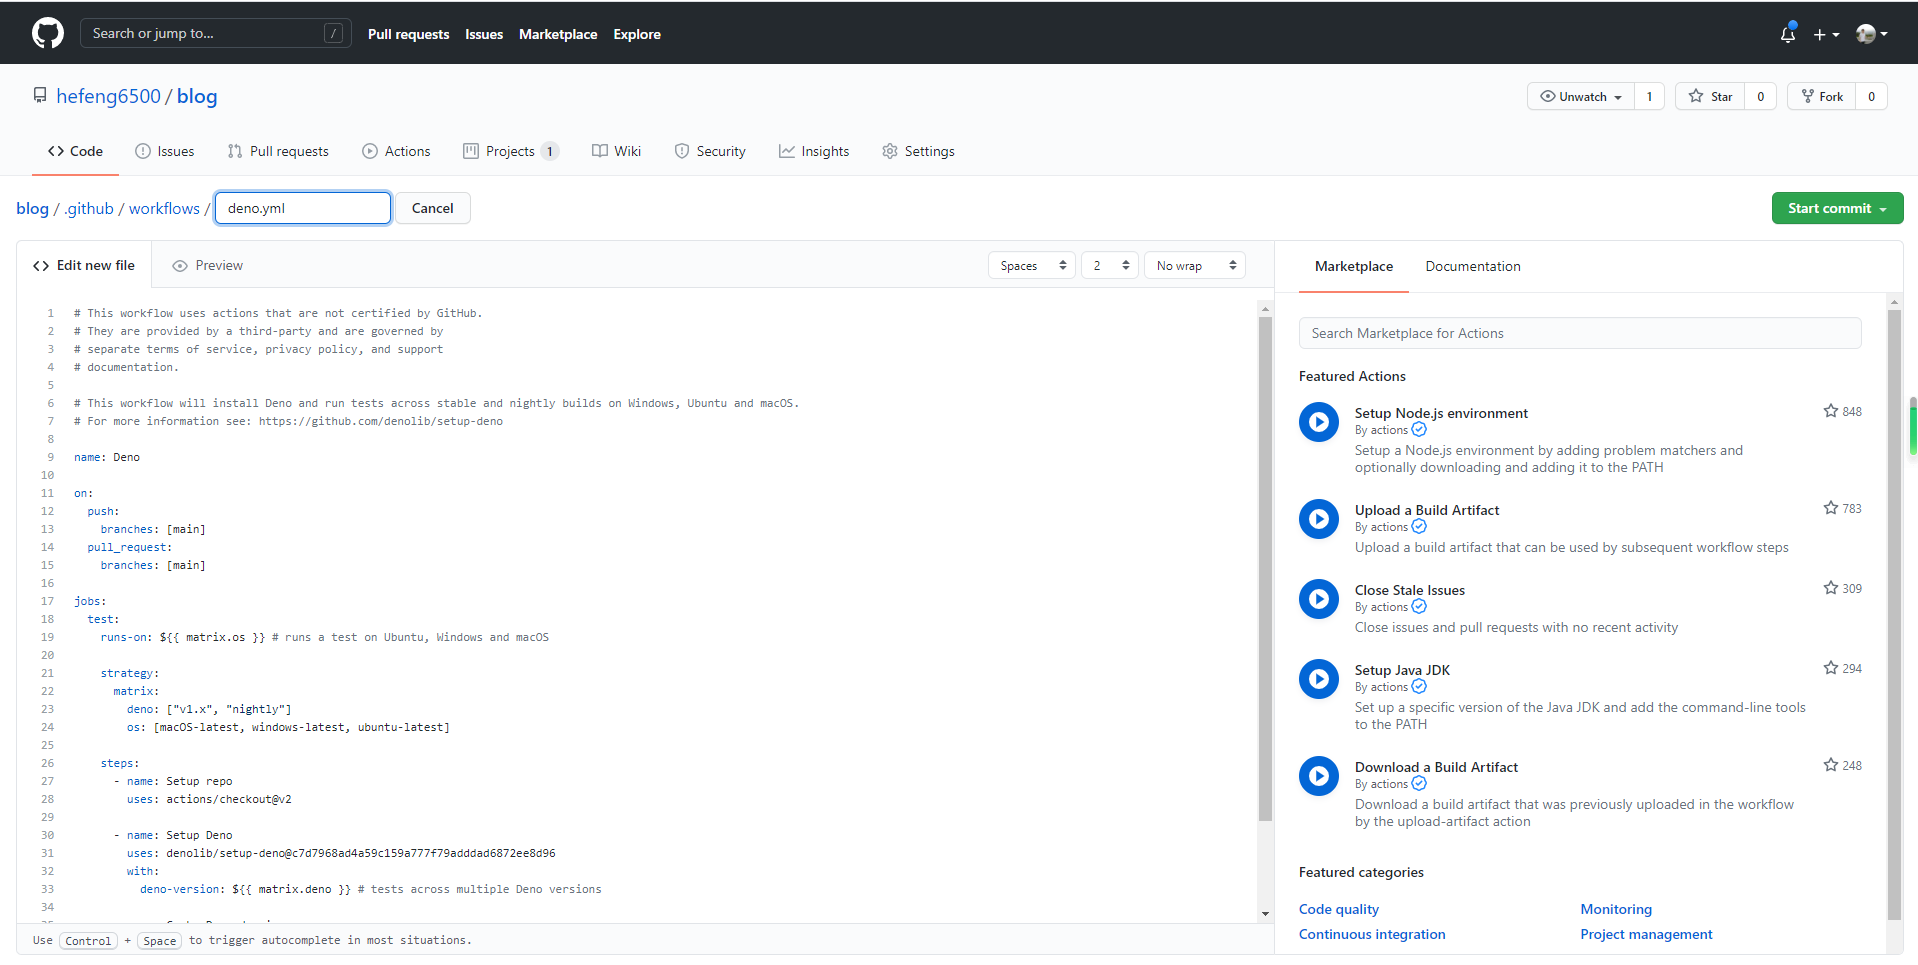 Search or jump to... /
Pull requests Issues Marketplace Explore
hefeng6500 / blog
Unwatch 1 Star 0 Fork 0
Code Issues Pull requests Actions Projects 1 Wiki Security Insights Settings
blog / .github / workflows / deno.yml Cancel
Start commit
Edit new file Preview
Spaces 2 No wrap
1 # This workflow uses actions that are not certified by GitHub.
2 # They are provided by a third-party and are governed by
3 # separate terms of service, privacy policy, and support
4 # documentation.
5
6 # This workflow will install Deno and run tests across stable and nightly builds on Windows, Ubuntu and macOS.
7 # For more information see: https://github.com/denolib/setup-deno
8
9 name: Deno
10
11 on:
12 push:
13 branches: [main]
14 pull_request:
15 branches: [main]
16
17 jobs:
18 test:
19 runs-on: ${{ matrix.os }} # runs a test on Ubuntu, Windows and macOS
20
21 strategy:
22 matrix:
23 deno: ["v1.x", "nightly"]
24 os: [macOS-latest, windows-latest, ubuntu-latest]
25
26 steps:
27 - name: Setup repo
28 uses: actions/checkout@v2
29
30 - name: Setup Deno
31 uses: denolib/setup-deno@c7d7968ad4a59c159a777f79adddad6872ee8d96
32 with:
33 deno-version: ${{ matrix.deno }} # tests across multiple Deno versions
34
Use Control + Space to trigger autocomplete in most situations.
Marketplace Documentation
Search Marketplace for Actions
Featured Actions
Setup Node.js environment 848
By actions
Setup a Node.js environment by adding problem matchers and
optionally downloading and adding it to the PATH
Upload a Build Artifact 783
By actions
Upload a build artifact that can be used by subsequent workflow steps
Close Stale Issues 309
By actions
Close issues and pull requests with no recent activity
Setup Java JDK 294
By actions
Set up a specific version of the Java JDK and add the command-line tools
to the PATH
Download a Build Artifact 248
By actions
Download a build artifact that was previously uploaded in the workflow
by the upload-artifact action
Featured categories
Code quality Monitoring
Continuous integration Project management